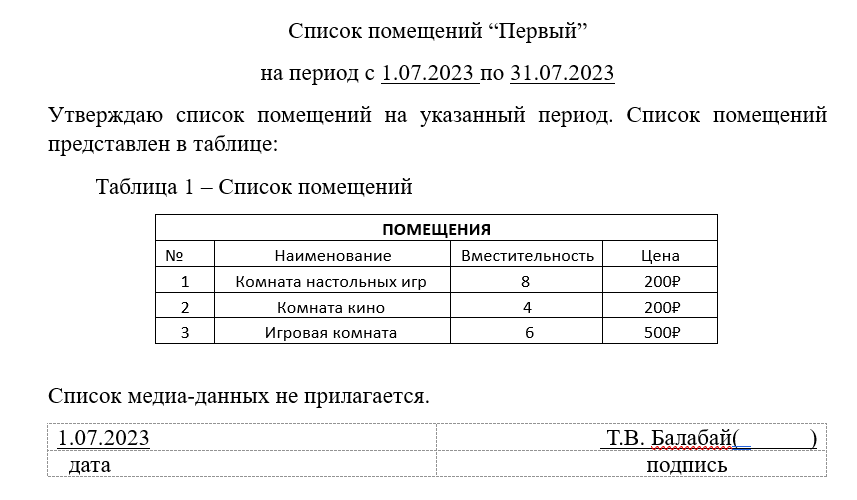 Список помещений “Первый”
на период с 1.07.2023 по 31.07.2023
Утверждаю список помещений на указанный период. Список помещений
представлен в таблице:
Таблица 1 – Список помещений
ПОМЕЩЕНИЯ
№ Наименование Вместительность Цена
1 Комната настольных игр 8 200₽
2 Комната кино 4 200₽
3 Игровая комната 6 500₽
Список медиа-данных не прилагается.
1.07.2023 Т.В. Балабай(______)
дата подпись